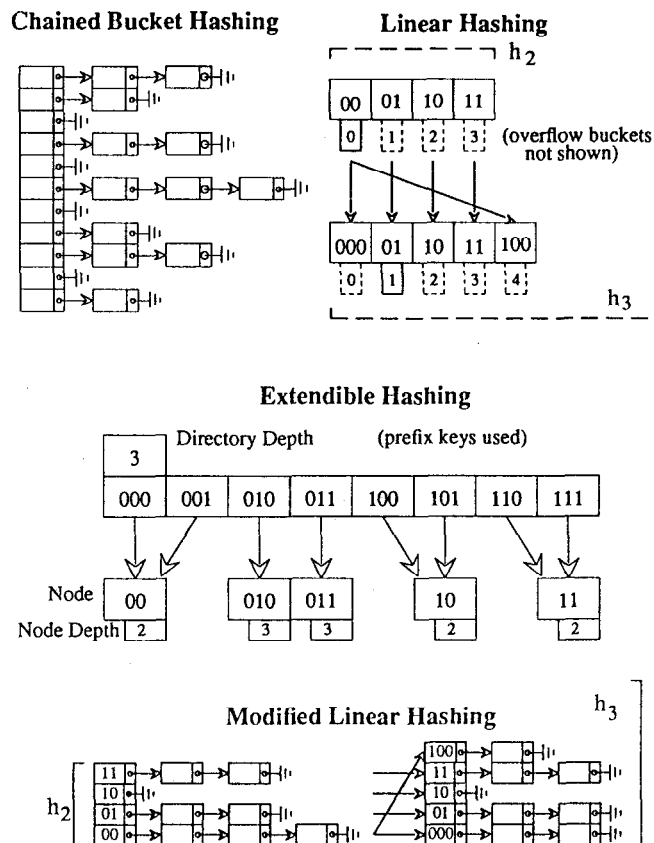 Chained Bucket Hashing
Linear Hashing
h2
00 01 10 11
0 1 2 3
(overflow buckets
not shown)
000 01 10 11 100
0 1 2 3 4
h3
Extendible Hashing
Directory Depth (prefix keys used)
3
000 001 010 011 100 101 110 111
Node 00 010 011 10 11
Node Depth 2 3 3 2 2
Modified Linear Hashing
h3
h2
11
10
01
00
100
11
10
01
000